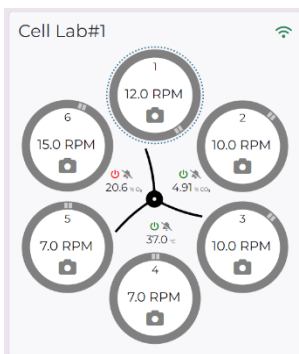 Cell Lab#1
1
12.0 RPM
6
15.0 RPM
2
10.0 RPM
20.6 % O₂
4.91 % CO₂
5
7.0 RPM
37.0 °C
3
10.0 RPM
4
7.0 RPM